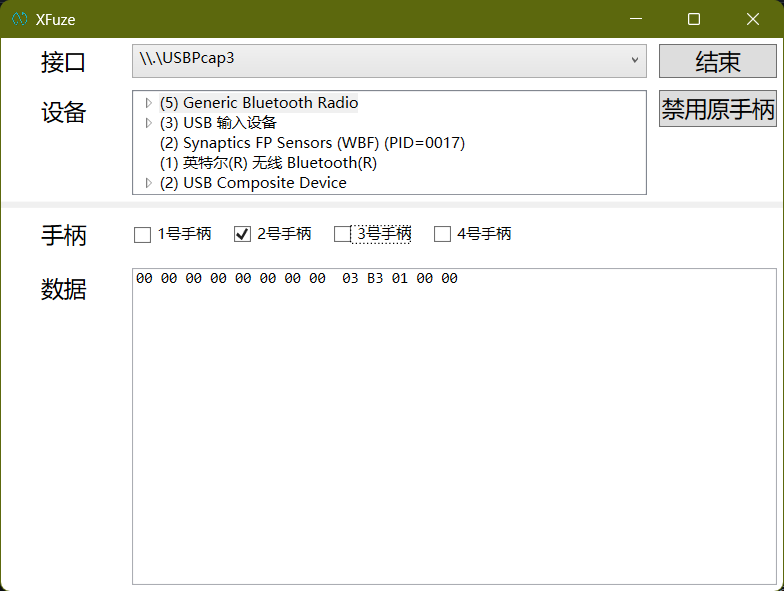 XFuze
接口
\\.\USBPcap3
结束
设备
(5) Generic Bluetooth Radio
(3) USB 输入设备
(2) Synaptics FP Sensors (WBF) (PID=0017)
(1) 英特尔(R) 无线 Bluetooth(R)
(2) USB Composite Device
禁用原手柄
手柄
1号手柄 2号手柄 3号手柄 4号手柄
数据
00 00 00 00 00 00 00 00  03 B3 01 00 00